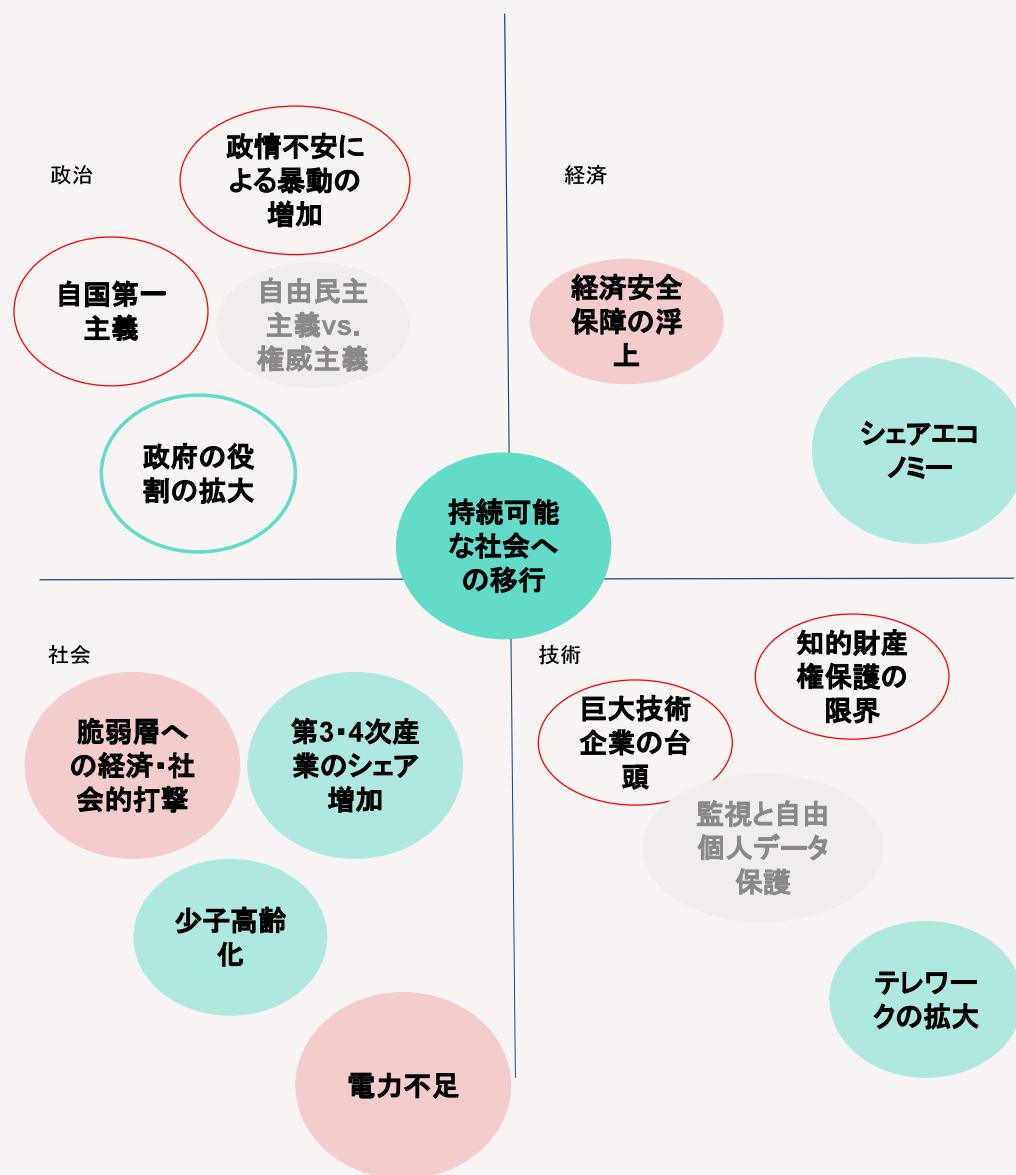 政治
政情不安に
よる暴動の
増加
自国第一
主義
自由民主
主義vs.
権威主義
政府の役
割の拡大
経済
経済安全
保障の浮
上
シェアエコ
ノミー
持続可能
な社会へ
の移行
社会
脆弱層へ
の経済・社
会的打撃
第3・4次産
業のシェア
増加
少子高齢
化
電力不足
技術
巨大技術
企業の台
頭
知的財産
権保護の
限界
監視と自由
個人データ
保護
テレワー
クの拡大